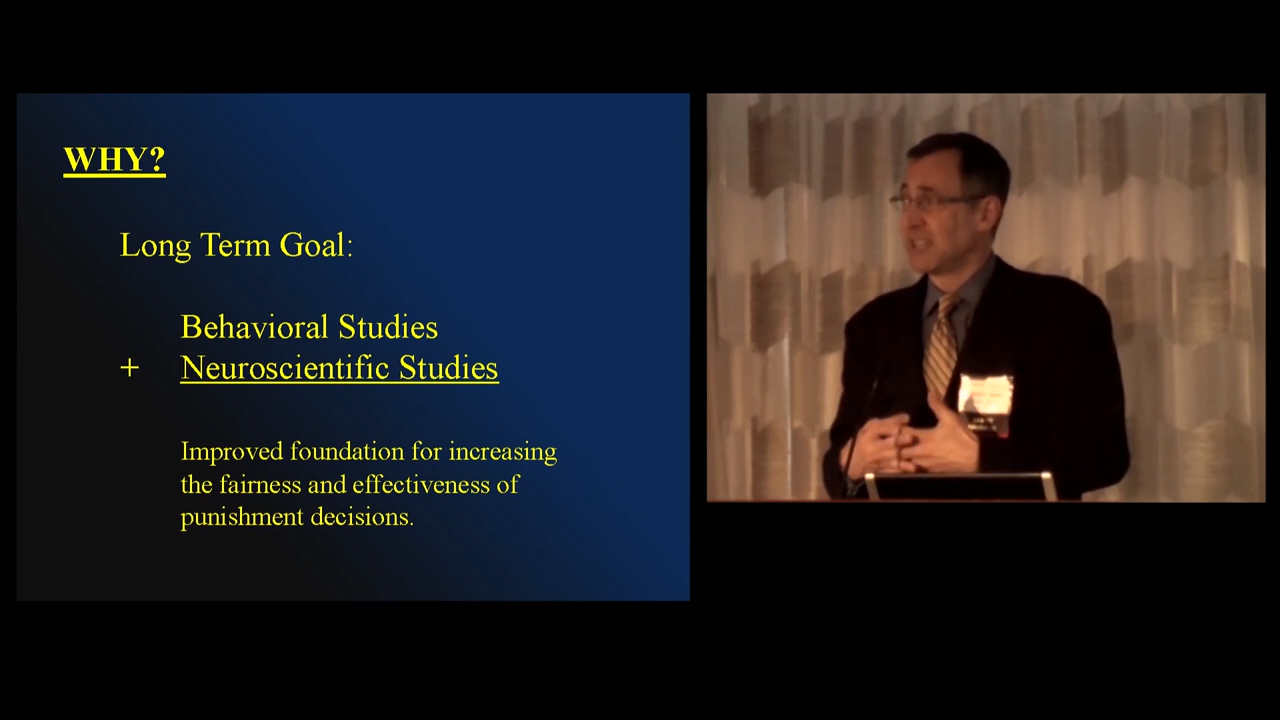 WHY?
Long Term Goal:
Behavioral Studies
+ Neuroscientific Studies
Improved foundation for increasing
the fairness and effectiveness of
punishment decisions.